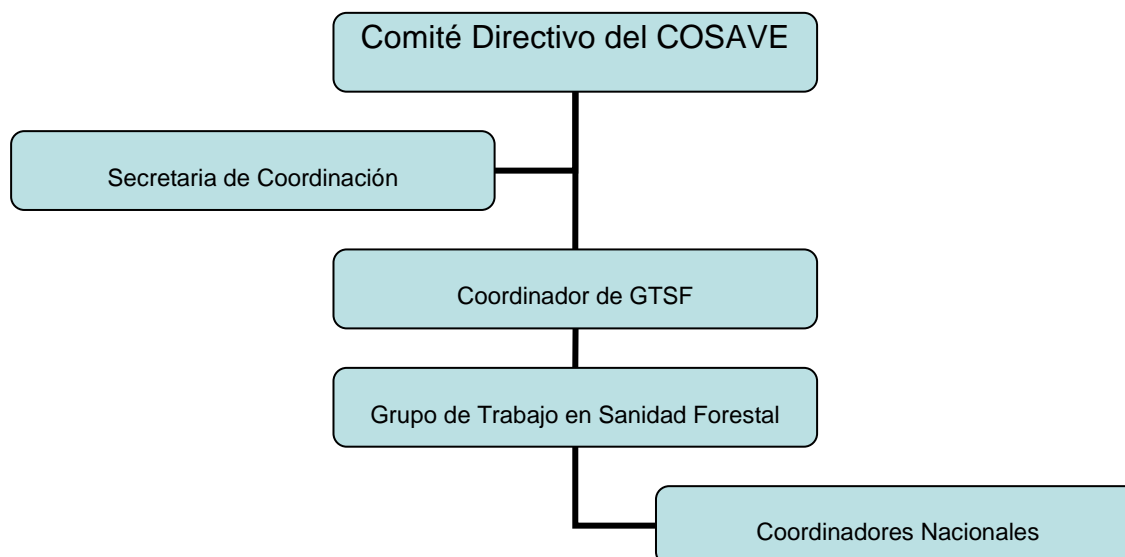 Comité Directivo del COSAVE
Secretaria de Coordinación
Coordinador de GTSF
Grupo de Trabajo en Sanidad Forestal
Coordinadores Nacionales